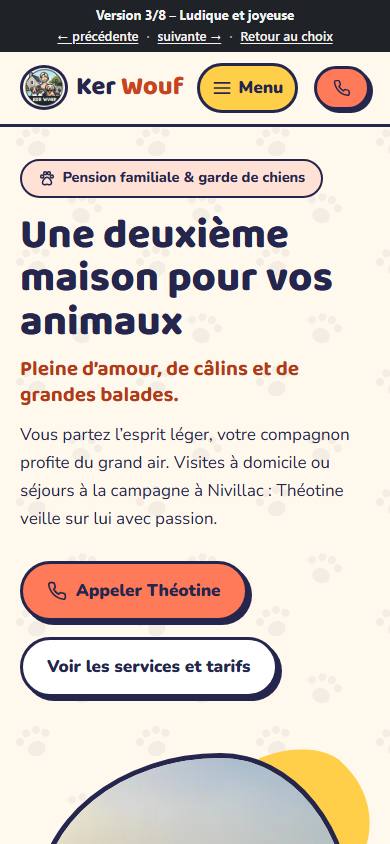 Version 3/8 – Ludique et joyeuse
← précédente · suivante → · Retour au choix
KER WOUF
Ker Wouf
Menu
Pension familiale & garde de chiens
Une deuxième
maison pour vos
animaux
Pleine d’amour, de câlins et de
grandes balades.
Vous partez l’esprit léger, votre compagnon
profite du grand air. Visites à domicile ou
séjours à la campagne à Nivillac : Théotine
veille sur lui avec passion.
Appeler Théotine
Voir les services et tarifs